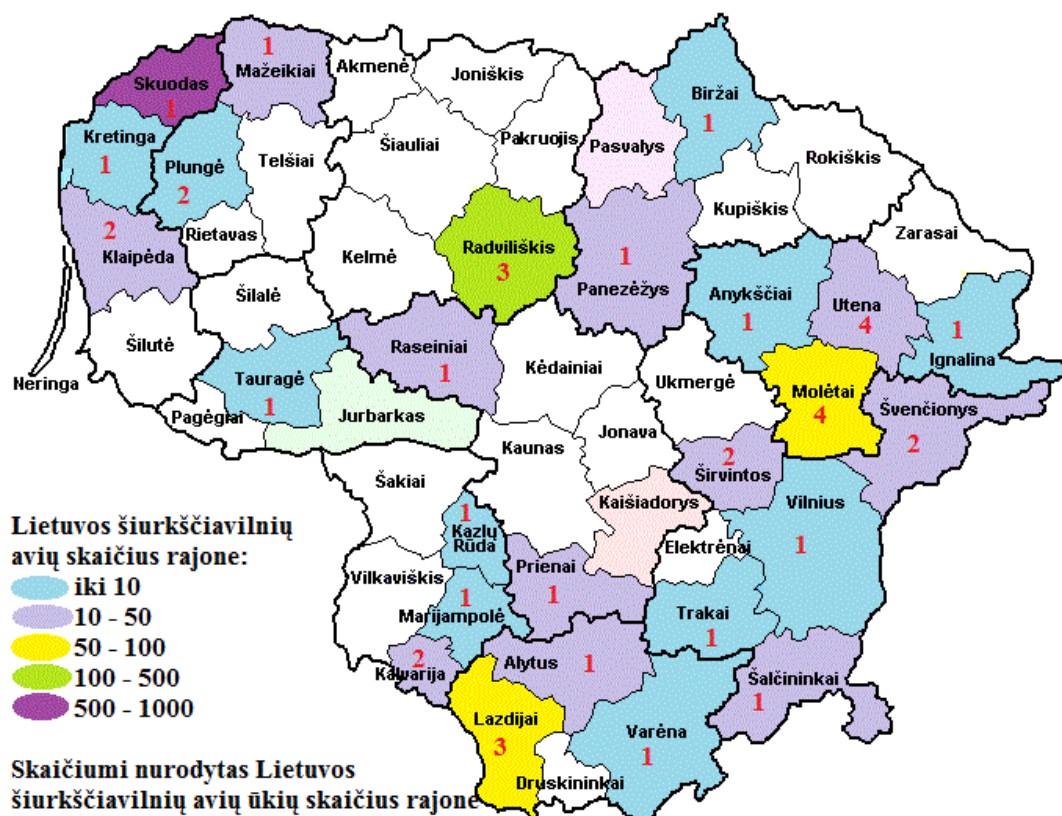 1
Mažeikiai
Akmenė
Joniškis
Skuodas
1
Biržai
1
Kretinga
1
Plungė
2
Telšiai
Šiauliai
Pakruojis
Pasvalys
Rokiškis
Kupiškis
2
Klaipėda
Rietavas
Kelmė
Radviliškis
3
1
Panezėžys
Anykščiai
1
Utena
4
Zarasai
1
Ignalina
Šilalė
Šilutė
Neringa
Tauragė
1
Pagėgiai
Jurbarkas
Raseiniai
1
Kėdainiai
Ukmergė
Molėtai
4
Švenčionys
2
Kaunas
Jonava
2
Širvintos
Šakiai
Kaišiadorys
Vilnius
1
1
Kazlų
Rūda
Elektrėnai
Vilkaviškis
Prienai
1
1
Marijampolė
Trakai
1
2
Kalvarija
Alytus
1
Šalčininkai
1
Lazdijai
3
Varėna
1
Druskininkai
Lietuvos šiurkščiavilnių
avių skaičius rajone:
iki 10
10 - 50
50 - 100
100 - 500
500 - 1000
Skaičiumi nurodytas Lietuvos
šiurkščiavilnių avių ūkių skaičius rajone